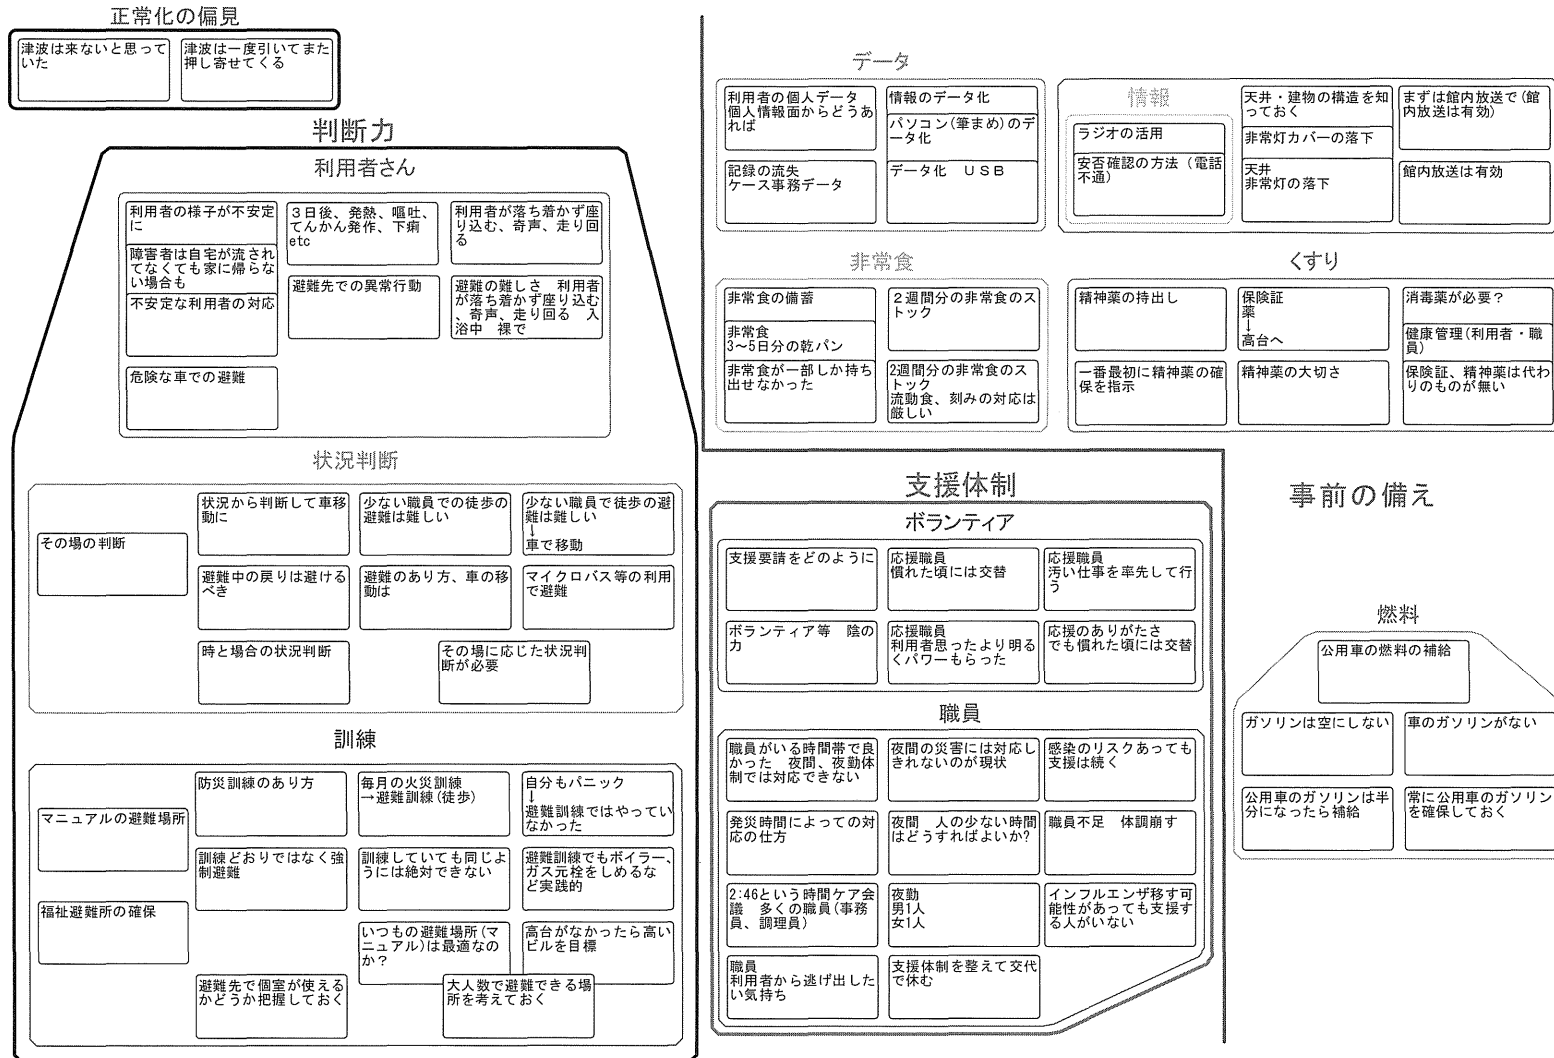 正常化の偏見
津波は来ないと思って
いた
津波は一度引いてまた
押し寄せてくる
判断力
利用者さん
利用者の様子が不安定
に
障害者は自宅が流され
てなくても家に帰らな
い場合も
不安定な利用者の対応
危険な車での避難
３日後、発熱、嘔吐、
てんかん発作、下痢
etc
避難先での異常行動
利用者が落ち着かず座
り込む、奇声、走り回
る
避難の難しさ　利用者
が落ち着かず座り込む
、奇声、走り回る　入
浴中　裸で
状況判断
その場の判断
状況から判断して車移
動に
少ない職員での徒歩の
避難は難しい
少ない職員で徒歩の避
難は難しい
↓
車で移動
避難中の戻りは避ける
べき
避難のあり方、車の移
動は
マイクロバス等の利用
で避難
時と場合の状況判断
その場に応じた状況判
断が必要
訓練
マニュアルの避難場所
福祉避難所の確保
防災訓練のあり方
毎月の火災訓練
→避難訓練(徒歩)
自分もパニック
↓
避難訓練ではやってい
なかった
訓練どおりではなく強
制避難
訓練していても同じよ
うには絶対できない
避難訓練でもボイラー、
ガス元栓をしめるな
ど実践的
いつもの避難場所(マ
ニュアル)は最適なの
か？
高台がなかったら高い
ビルを目標
避難先で個室が使える
かどうか把握しておく
大人数で避難できる場
所を考えておく
データ
利用者の個人データ
個人情報面からどうあ
れば
記録の流失
ケース事務データ
情報のデータ化
パソコン(筆まめ)のデ
ータ化
データ化　ＵＳＢ
情報
ラジオの活用
安否確認の方法（電話
不通）
天井・建物の構造を知
っておく
非常灯カバーの落下
天井
非常灯の落下
まずは館内放送で(館
内放送は有効)
館内放送は有効
非常食
非常食の備蓄
非常食
3～5日分の乾パン
非常食が一部しか持ち
出せなかった
２週間分の非常食のス
トック
2週間分の非常食のス
トック
流動食、刻みの対応は
厳しい
くすり
精神薬の持出し
一番最初に精神薬の確
保を指示
保険証
薬
↓
高台へ
精神薬の大切さ
消毒薬が必要？
健康管理(利用者・職
員)
保険証、精神薬は代わ
りのものが無い
支援体制
ボランティア
支援要請をどのように
応援職員
慣れた頃には交替
応援職員
汚い仕事を率先して行
う
ボランティア等　陰の
力
応援職員
利用者思ったより明る
くパワーもらった
応援のありがたさ
でも慣れた頃には交替
職員
職員がいる時間帯で良
かった　夜間、夜勤体
制では対応できない
夜間の災害には対応し
きれないのが現状
感染のリスクあっても
支援は続く
発災時間によっての対
応の仕方
夜間　人の少ない時間
はどうすればよいか?
職員不足　体調崩す
2:46という時間ケア会
議　多くの職員(事務
員、調理員)
夜勤
男1人
女1人
インフルエンザ移す可
能性があっても支援す
る人がいない
職員
利用者から逃げ出した
い気持ち
支援体制を整えて交代
で休む
事前の備え
燃料
公用車の燃料の補給
ガソリンは空にしない
車のガソリンがない
公用車のガソリンは半
分になったら補給
常に公用車のガソリン
を確保しておく